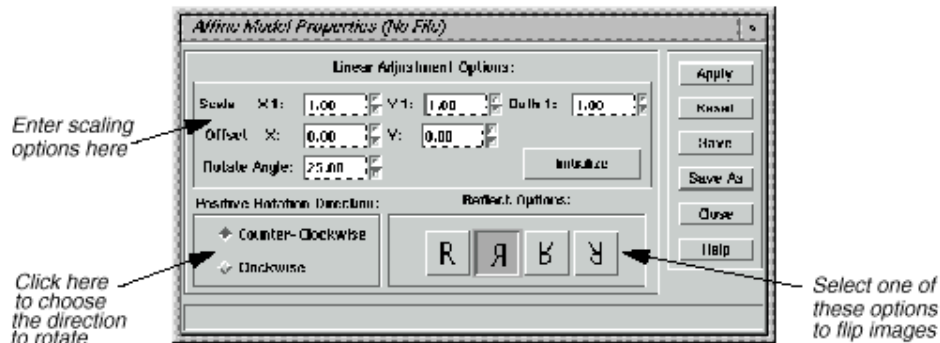 Affine Model Properties (No File)
Linear Adjustment Options:
Scale X 1: 1.00 Y 1: 1.00 Both 1: 1.00
Offset X: 0.00 Y: 0.00
Rotate Angle: 25.00 Initialize
Positive Rotation Direction:
Counter-Clockwise
Clockwise
Reflect Options:
R
Apply
Reset
Save
Save As
Close
Help
Enter scaling
options here
Click here
to choose
the direction
to rotate
Select one of
these options
to flip images